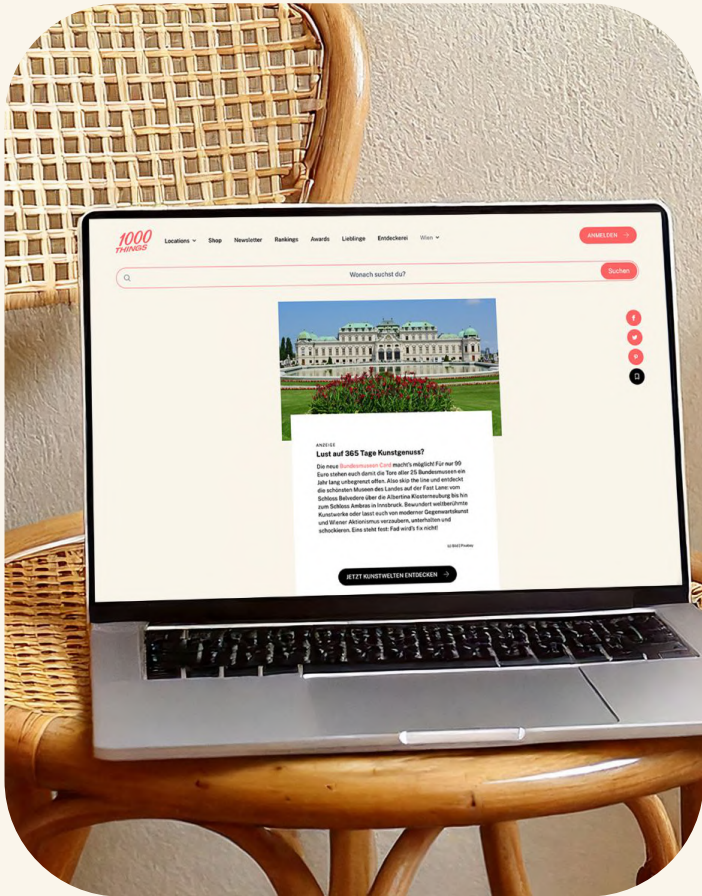 1000
THINGS
Locations
Shop
Newsletter
Rankings
Awards
Lieblinge
Entdeckerei
Wien
ANMELDEN
Wonach suchst du?
Suchen
ANZEIGE
Lust auf 365 Tage Kunstgenuss?
Die neue Bundesmuseen Card macht's möglich! Für nur 99
Euro stehen euch damit die Tore aller 25 Bundesmuseen ein
Jahr lang unbegrenzt offen. Also skip the line und entdeckt
die schönsten Museen des Landes auf der Fast Lane: vom
Schloss Belvedere über die Albertina Klosterneuburg bis hin
zum Schloss Ambras in Innsbruck. Bewundert weltberühmte
Kunstwerke oder lasst euch von moderner Gegenwartskunst
und Wiener Aktionismus verzaubern, unterhalten und
schockieren. Eins steht fest: Fad wird's fix nicht!
JETZT KUNSTWELTEN ENTDECKEN